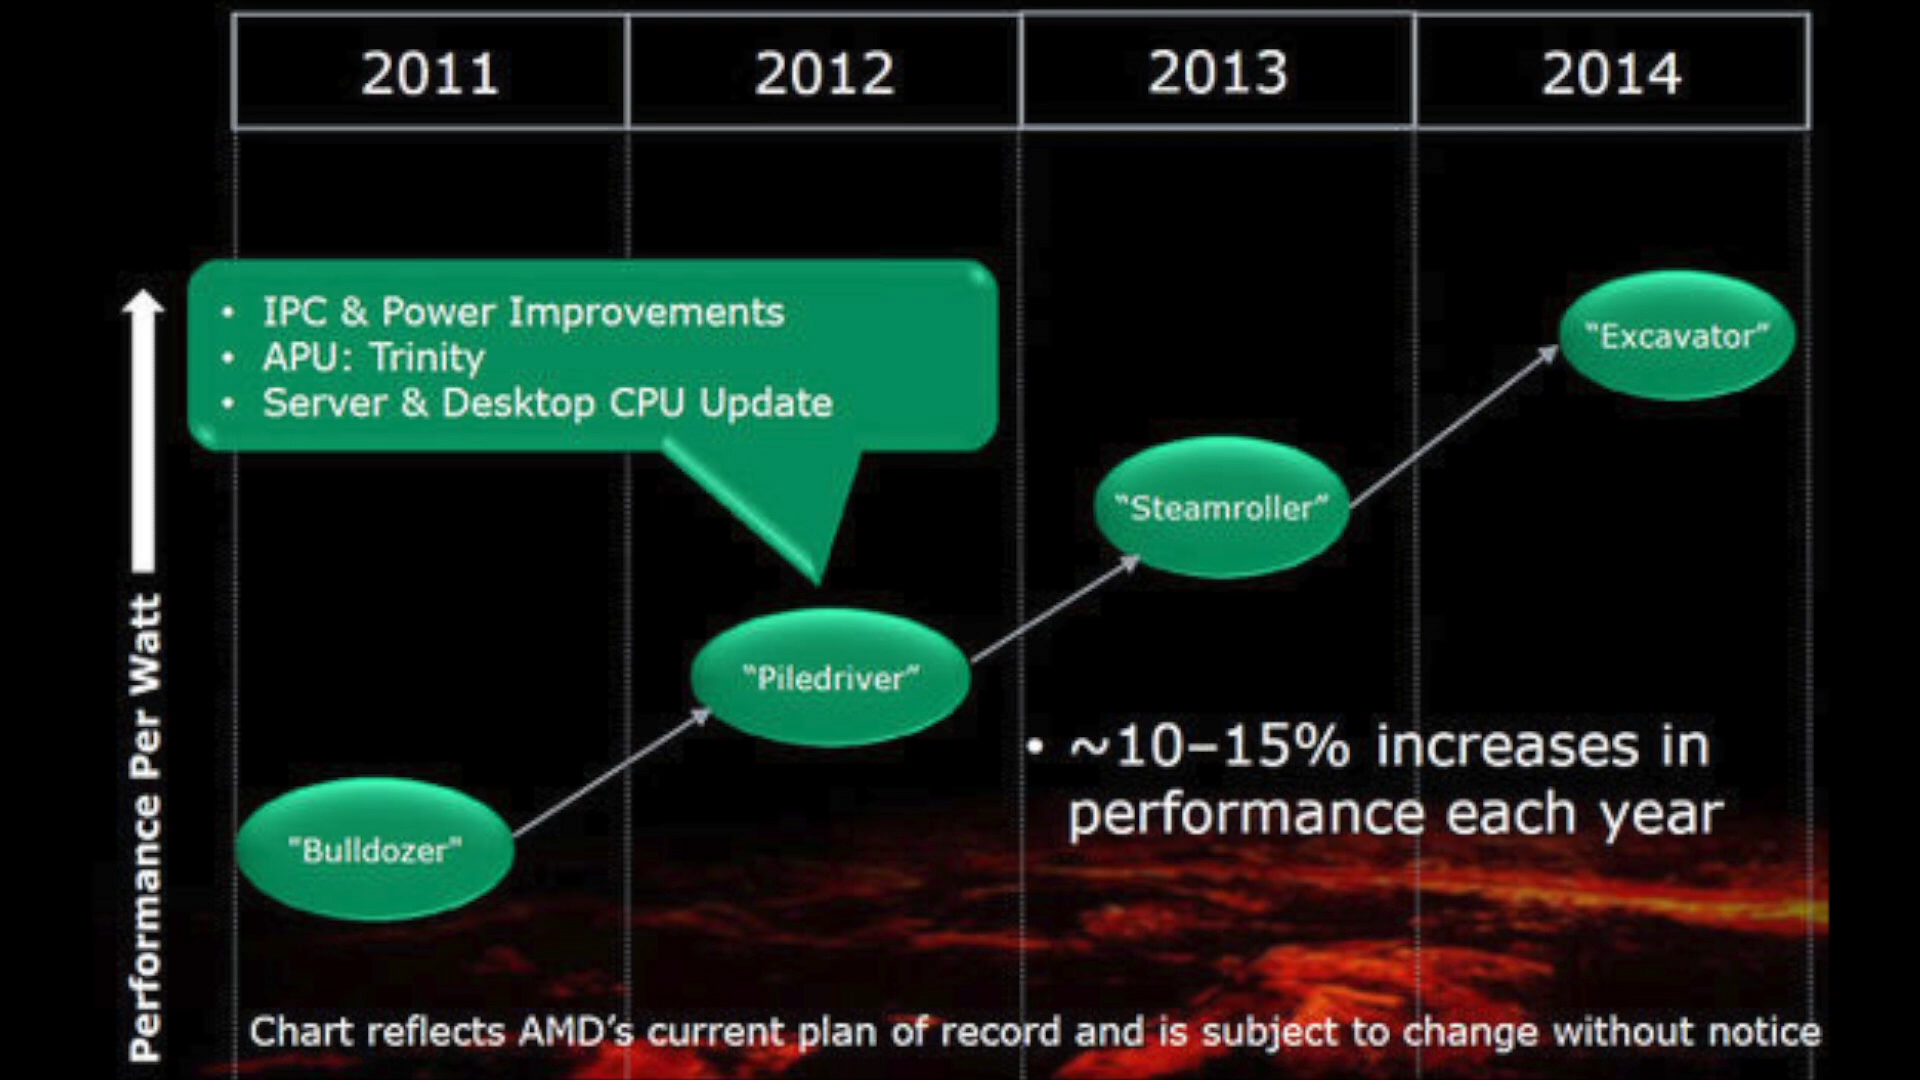 2011 2012 2013 2014
• IPC & Power Improvements
• APU: Trinity
• Server & Desktop CPU Update
“Excavator”
“Steamroller”
“Piledriver”
“Bulldozer”
• ~10–15% increases in
performance each year
Performance Per Watt
Chart reflects AMD’s current plan of record and is subject to change without notice